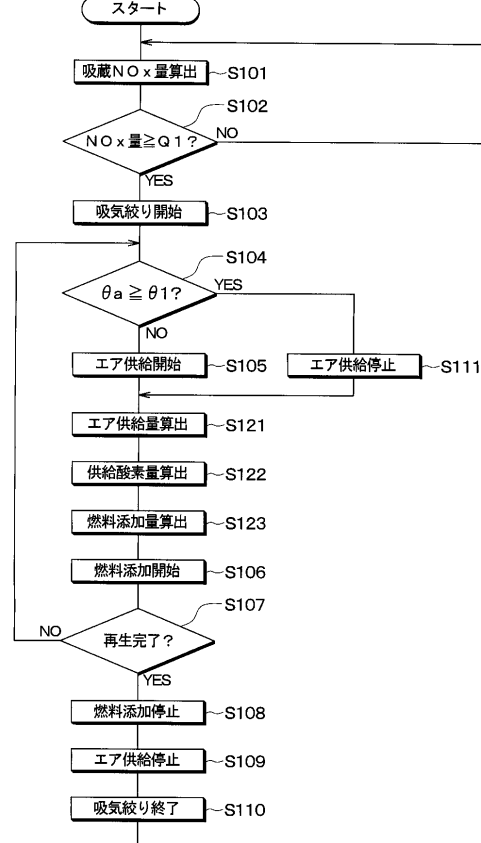 スタート
吸蔵NOx量算出 S101
S102
NOx量≧Q1? NO
YES
吸気絞り開始 S103
S104
θa≧θ1? YES
NO
エア供給開始 S105 エア供給停止 S111
エア供給量算出 S121
供給酸素量算出 S122
燃料添加量算出 S123
燃料添加開始 S106
S107
NO 再生完了?
YES
燃料添加停止 S108
エア供給停止 S109
吸気絞り終了 S110